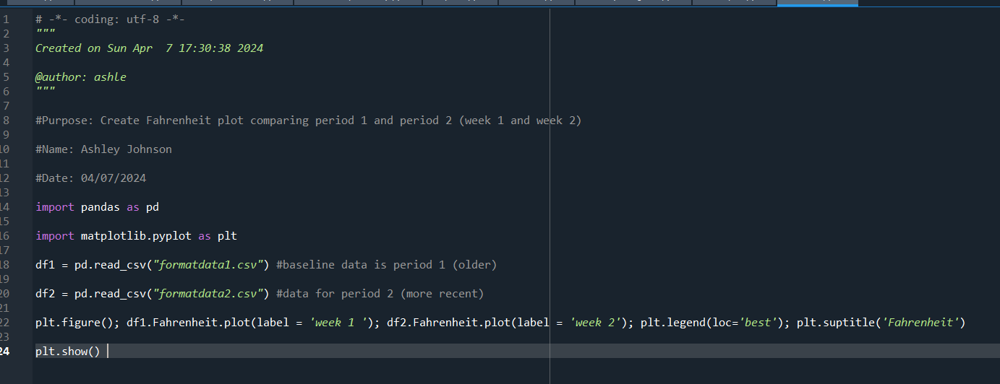 1 # -*- coding: utf-8 -*-
2 """
3 Created on Sun Apr  7 17:30:38 2024
4
5 @author: ashle
6 """
7
8 #Purpose: Create Fahrenheit plot comparing period 1 and period 2 (week 1 and week 2)
9
10 #Name: Ashley Johnson
11
12 #Date: 04/07/2024
13
14 import pandas as pd
15
16 import matplotlib.pyplot as plt
17
18 df1 = pd.read_csv("formatdata1.csv") #baseline data is period 1 (older)
19
20 df2 = pd.read_csv("formatdata2.csv") #data for period 2 (more recent)
21
22 plt.figure(); df1.Fahrenheit.plot(label = 'week 1 '); df2.Fahrenheit.plot(label = 'week 2'); plt.legend(loc='best'); plt.suptitle('Fahrenheit')
23
24 plt.show()